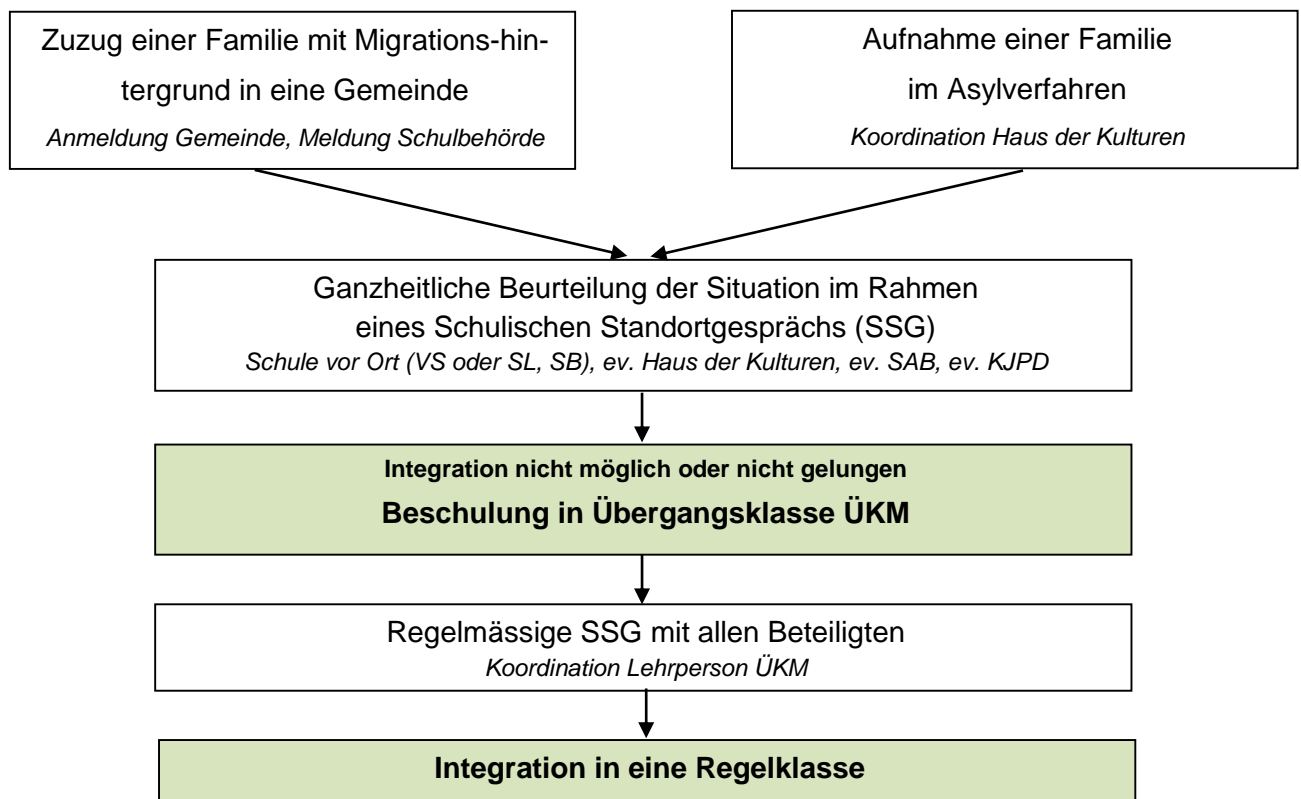 Zuzug einer Familie mit Migrations-hin-
tergrund in eine Gemeinde
Anmeldung Gemeinde, Meldung Schulbehörde
Aufnahme einer Familie
im Asylverfahren
Koordination Haus der Kulturen
Ganzheitliche Beurteilung der Situation im Rahmen
eines Schulischen Standortgesprächs (SSG)
Schule vor Ort (VS oder SL, SB), ev. Haus der Kulturen, ev. SAB, ev. KJPD
Integration nicht möglich oder nicht gelungen
Beschulung in Übergangsklasse ÜKM
Regelmässige SSG mit allen Beteiligten
Koordination Lehrperson ÜKM
Integration in eine Regelklasse